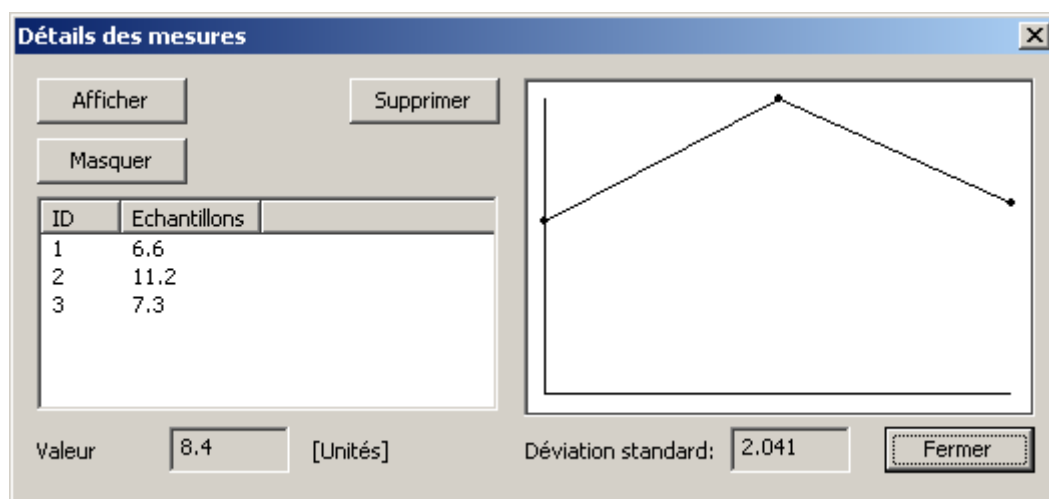 Détails des mesures
Afficher
Supprimer
Masquer
ID Echantillons
1 6.6
2 11.2
3 7.3
Valeur 8.4 [Unités] Déviation standard: 2.041 Fermer